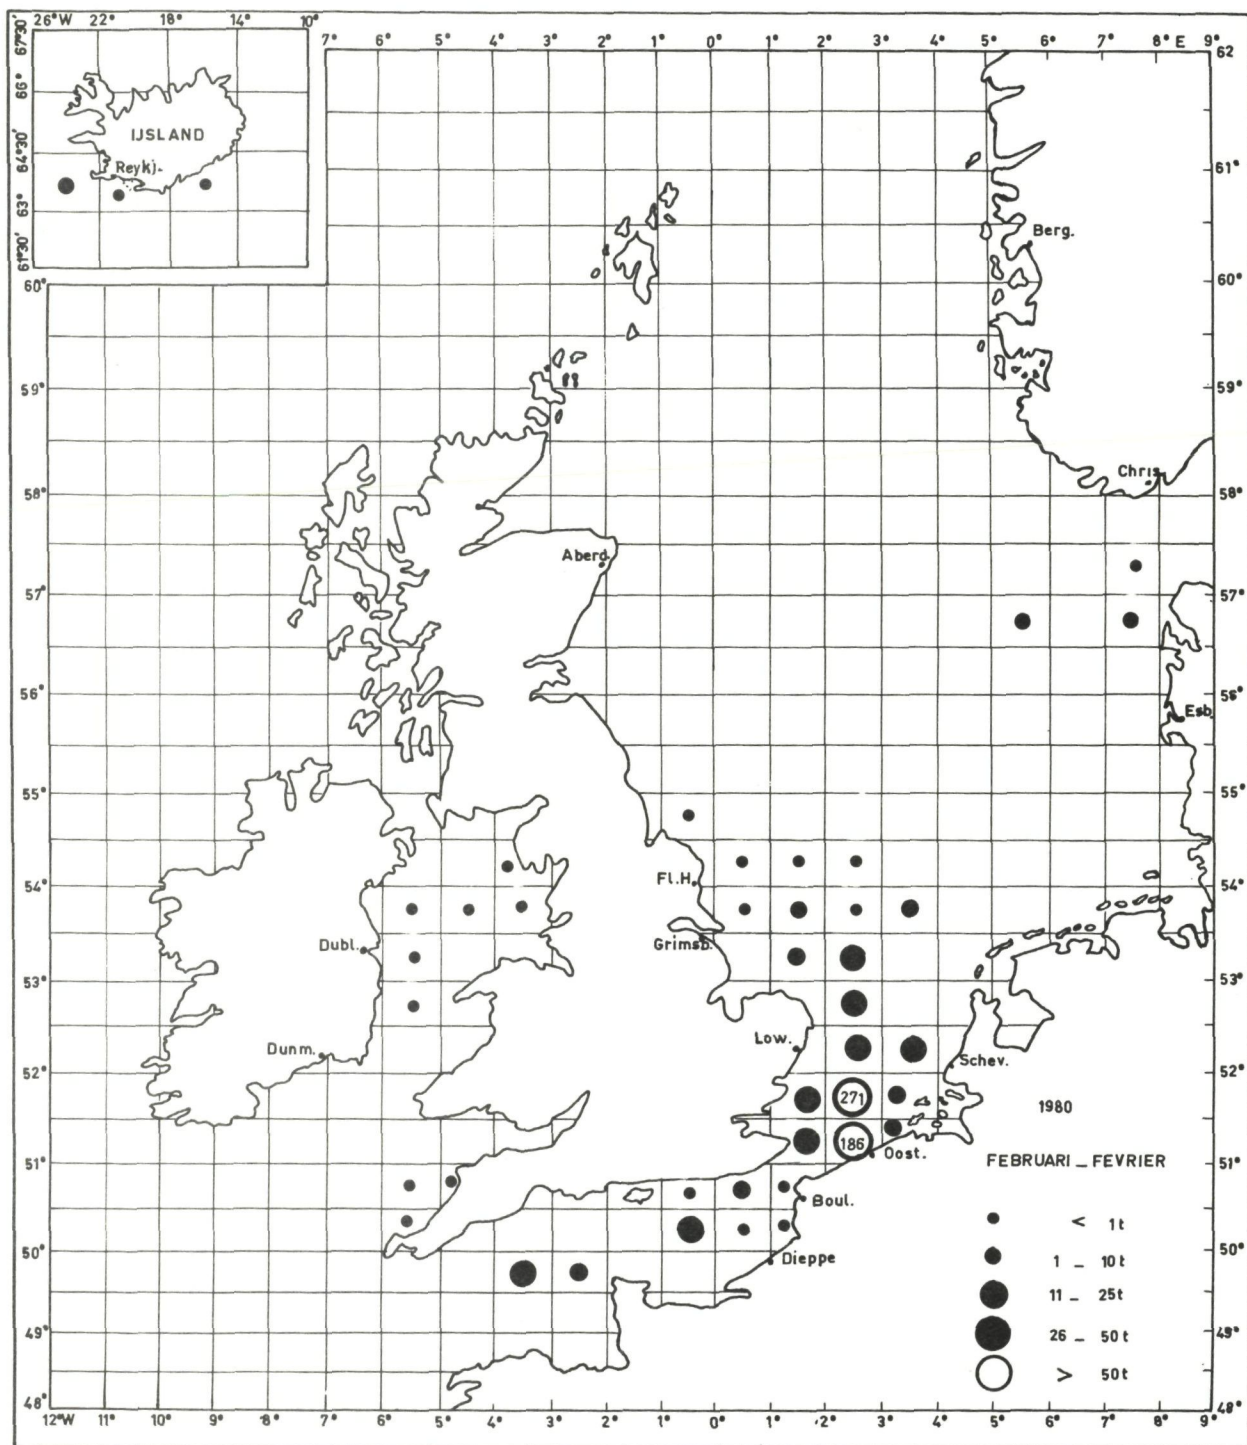 26°W 22° 18° 14° 10°
67°30' 66° 64°30' 63° 61°30'
IJSLAND
Reykj.
7° 6° 5° 4° 3° 2° 1° 0° 1° 2° 3° 4° 5° 6° 7° 8° E 9°
62
61°
61°
Berg.
60° 60°
59° 59°
Chris
58° 58°
Aberd.
57° 57°
56° 56°
Esb.
55° 55°
54° 54°
Fl.H.
Dubl.
Grimsb.
53° 53°
Low.
Dunm.
Schev.
52° 52°
271
1980
186
Oost.
51° 51°
FEBRUARI _ FEVRIER
Boul.
< 1t
50° 50°
Dieppe
1 _ 10t
11 _ 25t
49° 49°
26 _ 50t
> 50t
48° 48°
12°W 11° 10° 9° 8° 7° 6° 5° 4° 3° 2° 1° 0° 1° 2° 3° 4° 5° 6° 7° 8° 9°